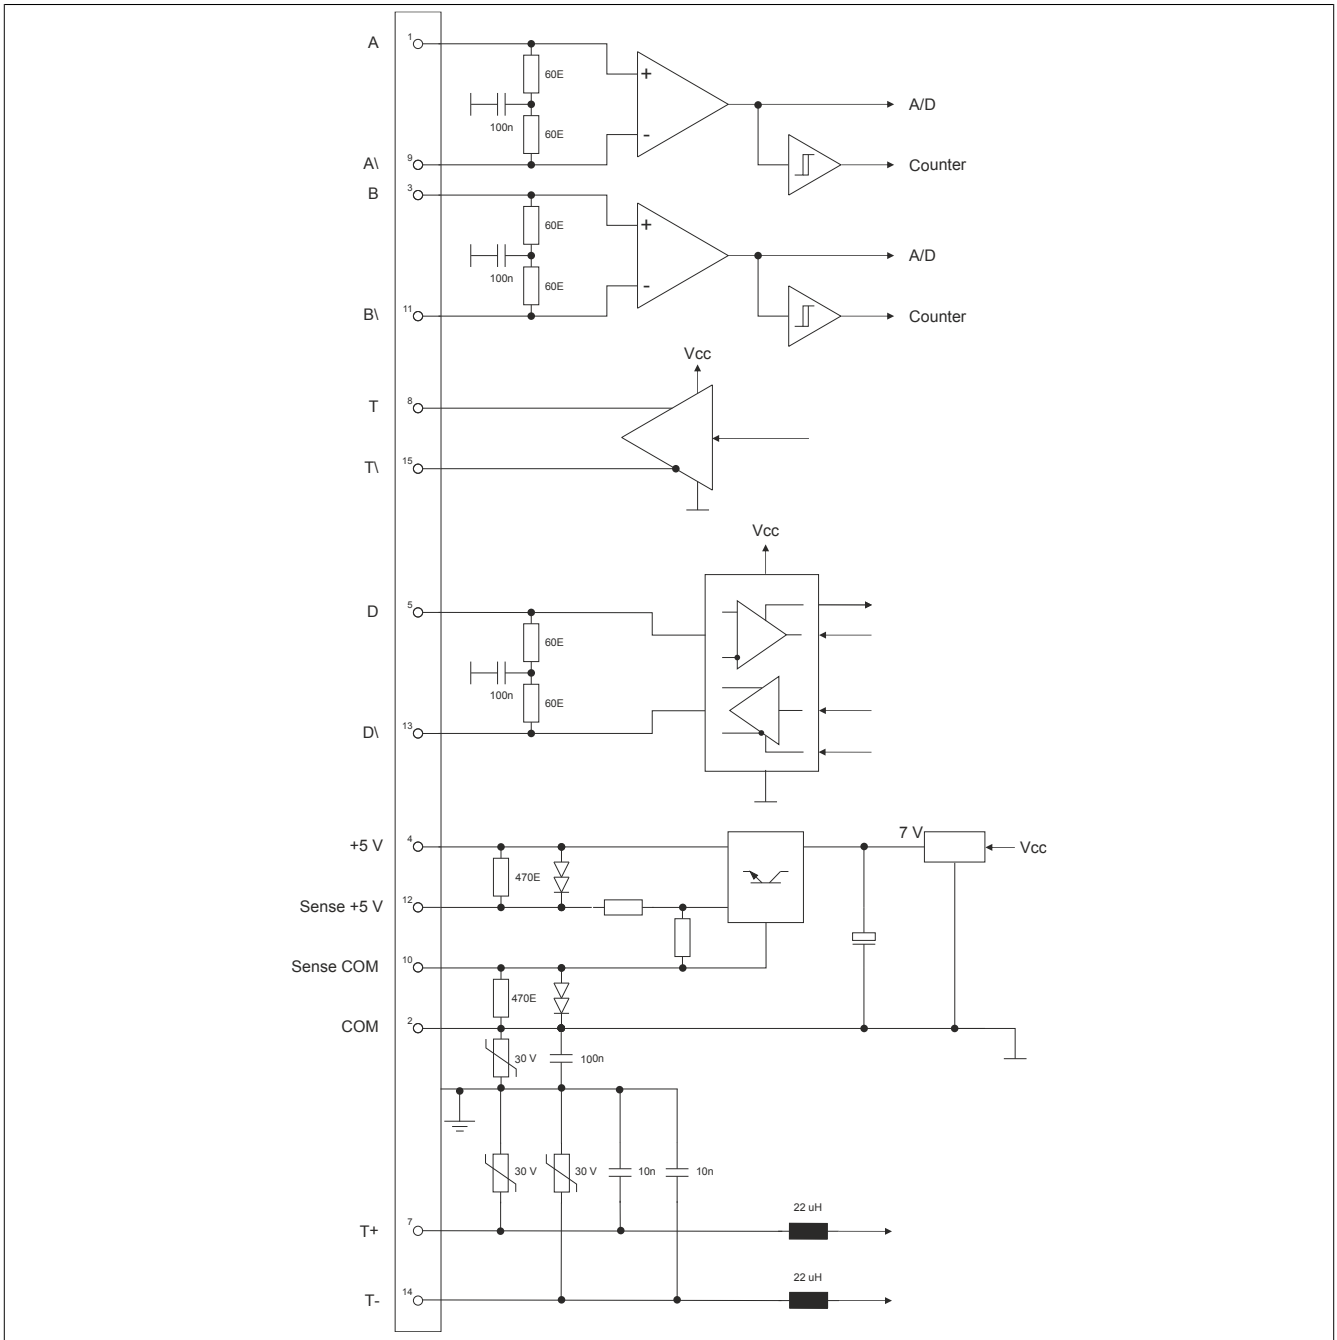 A 1
60E
+
A/D
100n
60E
-
A\ 9
Counter
B 3
60E
+
A/D
100n
60E
-
B\ 11
Counter
Vcc
T 8
T\ 15
Vcc
D 5
60E
100n
60E
D\ 13
+5 V 4
7 V
Vcc
470E
Sense +5 V 12
Sense COM 10
470E
COM 2
30 V
100n
30 V
30 V
10n
10n
22 uH
T+ 7
22 uH
T- 14